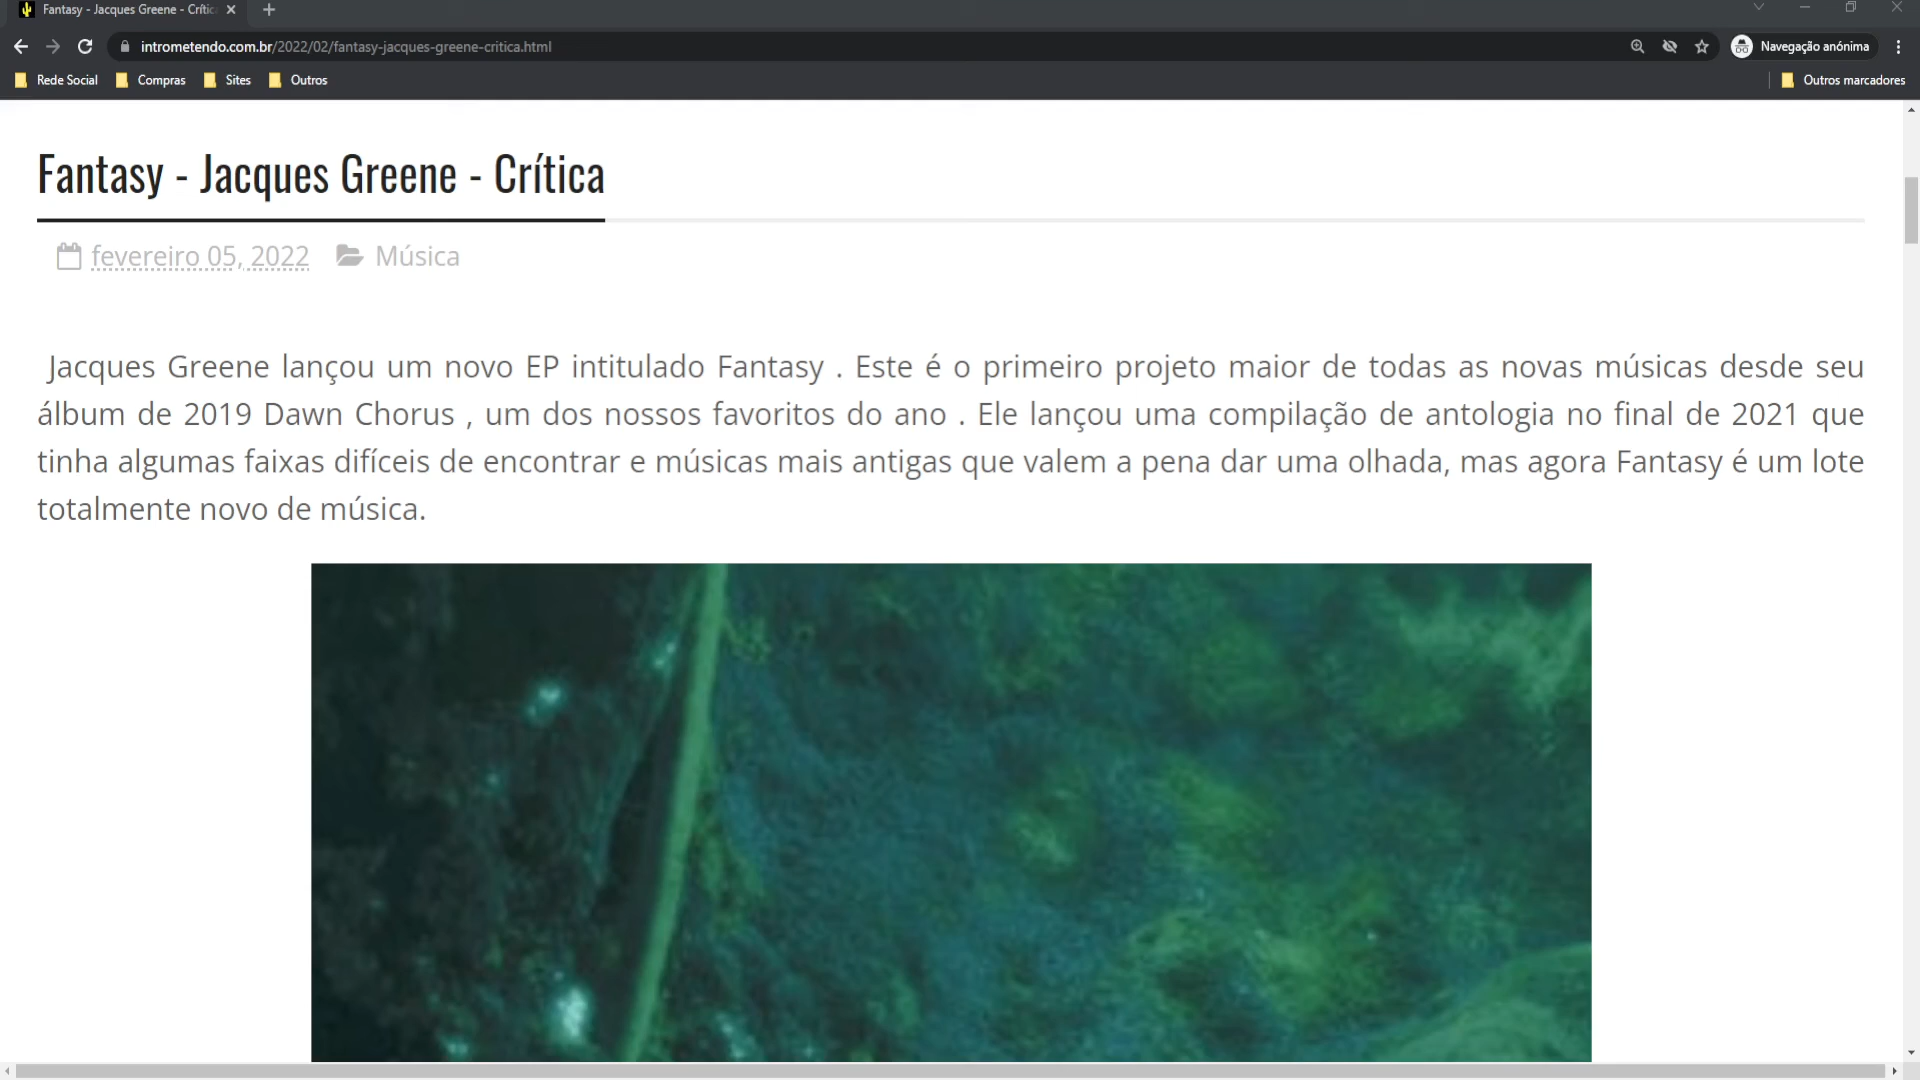 Fantasy - Jacques Greene - Crític
intrometendo.com.br/2022/02/fantasy-jacques-greene-critica.html
Navegação anónima
Rede Social
Compras
Sites
Outros
Outros marcadores
Fantasy - Jacques Greene - Crítica
fevereiro 05, 2022 Música
Jacques Greene lançou um novo EP intitulado Fantasy . Este é o primeiro projeto maior de todas as novas músicas desde seu
álbum de 2019 Dawn Chorus , um dos nossos favoritos do ano . Ele lançou uma compilação de antologia no final de 2021 que
tinha algumas faixas difíceis de encontrar e músicas mais antigas que valem a pena dar uma olhada, mas agora Fantasy é um lote
totalmente novo de música.